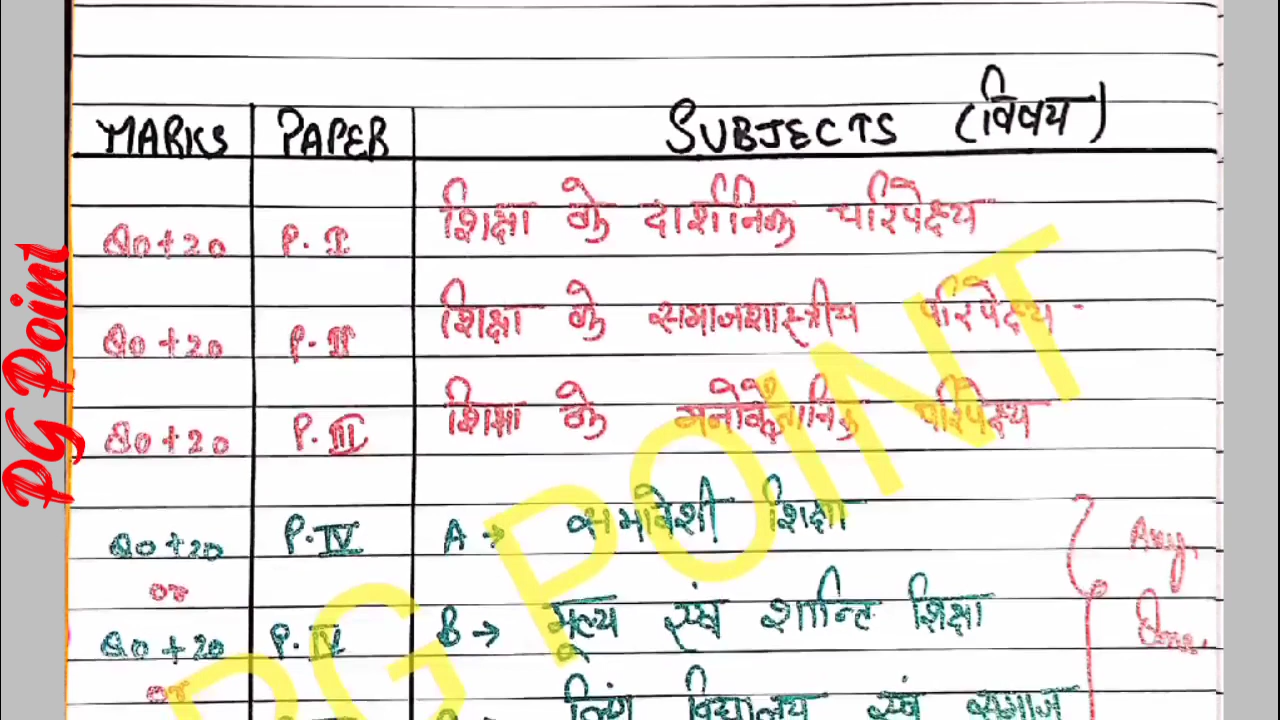 MARKS PAPER SUBJECTS (विषय)
80+20 P. I शिक्षा के दार्शनिक परिपेक्ष्य
80+20 P. II शिक्षा के समाजशास्त्रीय परिपेक्ष्य
80+20 P. III शिक्षा के मनोवैज्ञानिक परिपेक्ष्य
80+20 P. IV A → समावेशी शिक्षा
or
80+20 P. IV B → मूल्य एवं शान्ति शिक्षा
or
लिंग विद्यालय एवं समाज
Any
One.
PG Point
PG POINT